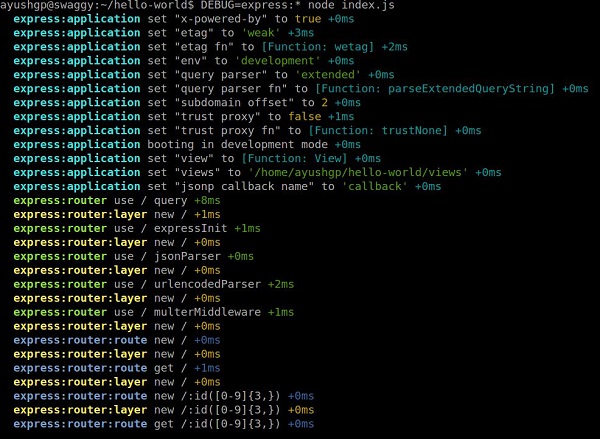 ayushgp@swaggy:~/hello-world$ DEBUG=express:* node index.js
express:application set "x-powered-by" to true +0ms
express:application set "etag" to 'weak' +3ms
express:application set "etag fn" to [Function: wetag] +2ms
express:application set "env" to 'development' +0ms
express:application set "query parser" to 'extended' +0ms
express:application set "query parser fn" to [Function: parseExtendedQueryString] +0ms
express:application set "subdomain offset" to 2 +0ms
express:application set "trust proxy" to false +1ms
express:application set "trust proxy fn" to [Function: trustNone] +0ms
express:application booting in development mode +0ms
express:application set "view" to [Function: View] +0ms
express:application set "views" to '/home/ayushgp/hello-world/views' +0ms
express:application set "jsonp callback name" to 'callback' +0ms
express:router use / query +8ms
express:router:layer new / +1ms
express:router use / expressInit +1ms
express:router:layer new / +0ms
express:router use / jsonParser +0ms
express:router:layer new / +0ms
express:router use / urlencodedParser +2ms
express:router:layer new / +0ms
express:router use / multerMiddleware +1ms
express:router:layer new / +0ms
express:router:route new / +0ms
express:router:layer new / +0ms
express:router:route get / +1ms
express:router:layer new / +0ms
express:router:route new /:id([0-9]{3,}) +0ms
express:router:layer new /:id([0-9]{3,}) +0ms
express:router:route get /:id([0-9]{3,}) +0ms